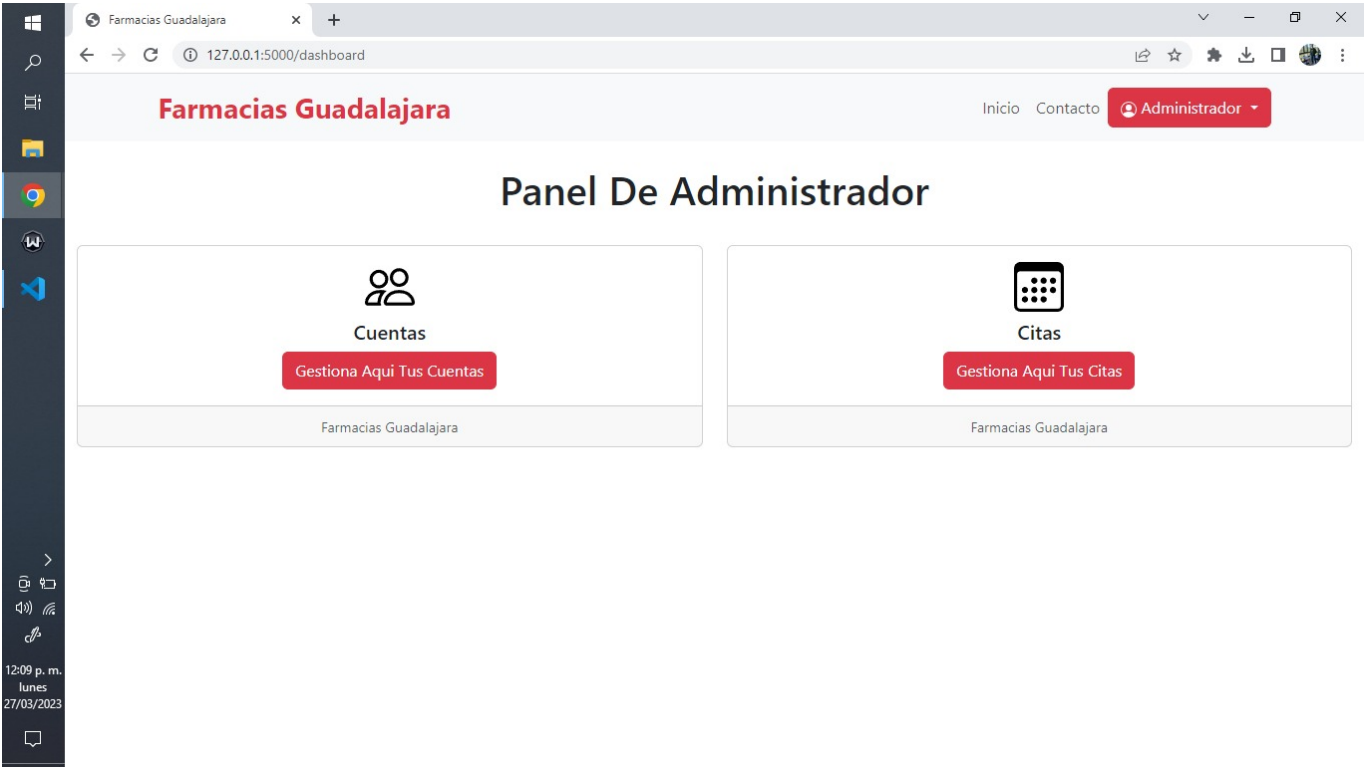 Farmacias Guadalajara
127.0.0.1:5000/dashboard
Farmacias Guadalajara
Inicio Contacto Administrador
Panel De Administrador
Cuentas
Gestiona Aqui Tus Cuentas
Farmacias Guadalajara
Citas
Gestiona Aqui Tus Citas
Farmacias Guadalajara
12:09 p. m.
lunes
27/03/2023